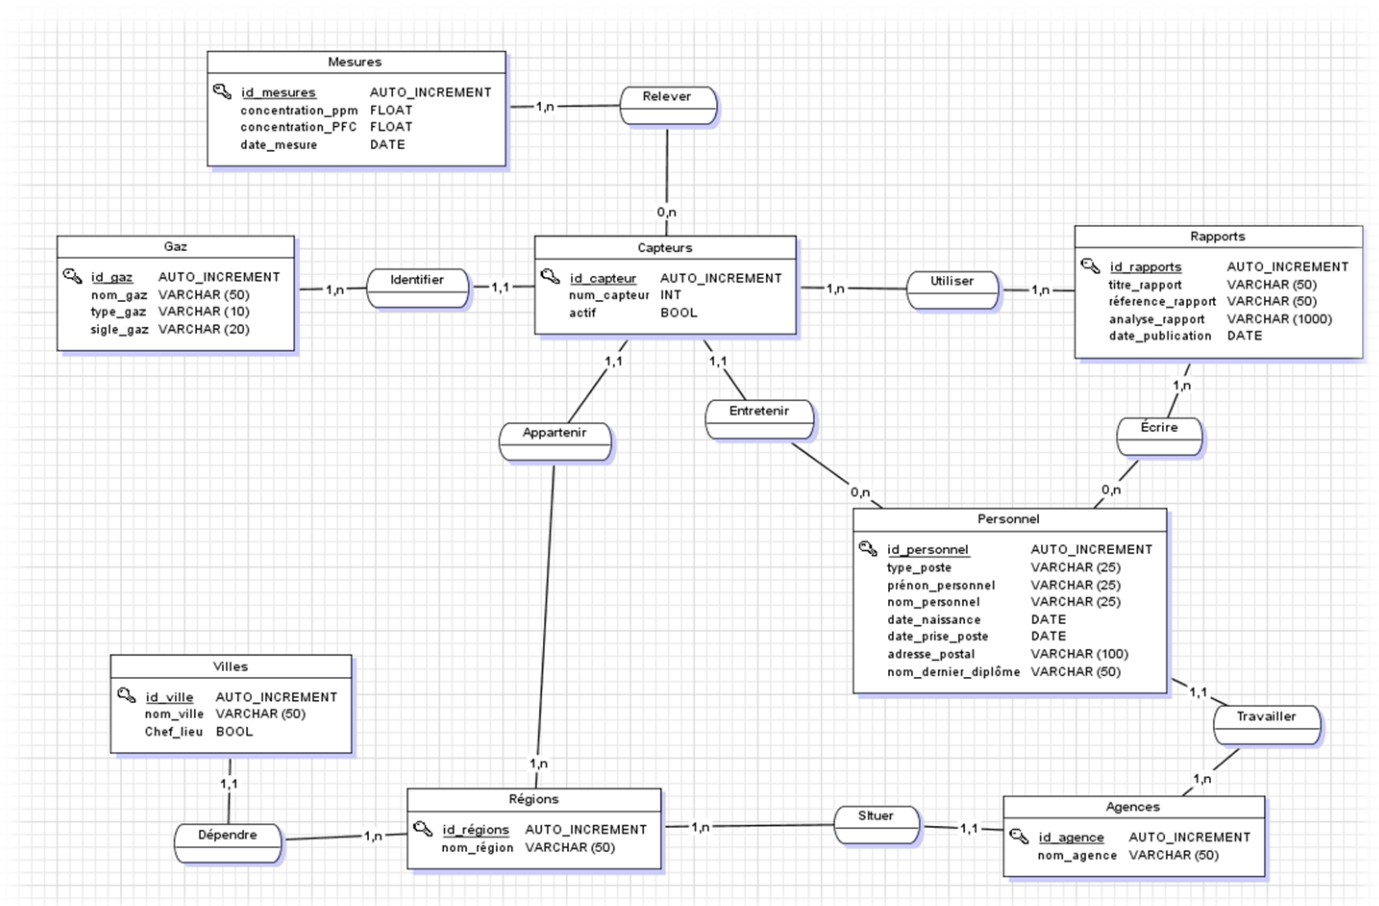 Mesures
id_mesures AUTO_INCREMENT
concentration_ppm FLOAT
concentration_PFC FLOAT
date_mesure DATE
1,n
Relever
0,n
Gaz
id_gaz AUTO_INCREMENT
nom_gaz VARCHAR (50)
type_gaz VARCHAR (10)
sigle_gaz VARCHAR (20)
1,n
Identifier
1,1
Capteurs
id_capteur AUTO_INCREMENT
num_capteur INT
actif BOOL
1,n
Utiliser
1,n
Rapports
id_rapports AUTO_INCREMENT
titre_rapport VARCHAR (50)
réference_rapport VARCHAR (50)
analyse_rapport VARCHAR (1000)
date_publication DATE
1,1
1,1
1,n
Appartenir
Entretenir
Écrire
0,n
0,n
Personnel
id_personnel AUTO_INCREMENT
type_poste VARCHAR (25)
prénon_personnel VARCHAR (25)
nom_personnel VARCHAR (25)
date_naissance DATE
date_prise_poste DATE
adresse_postal VARCHAR (100)
nom_dernier_diplôme VARCHAR (50)
1,1
Travailler
1,n
Villes
id_ville AUTO_INCREMENT
nom_ville VARCHAR (50)
Chef_lieu BOOL
1,1
Dépendre
1,n
1,n
Régions
id_régions AUTO_INCREMENT
nom_région VARCHAR (50)
1,n
SItuer
1,1
Agences
id_agence AUTO_INCREMENT
nom_agence VARCHAR (50)